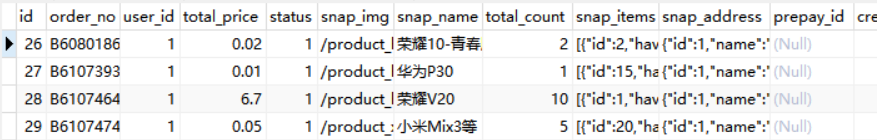 id order_no user_id total_price status snap_img snap_name total_count snap_items snap_address prepay_id cre
26 B6080186 1 0.02 1 /product_ 荣耀10-青春 2 [{"id":2,"hav {"id":1,"name":" (Null)
27 B6107393 1 0.01 1 /product_ 华为P30 1 [{"id":15,"ha {"id":1,"name":" (Null)
28 B6107464 1 6.7 1 /product_ 荣耀V20 10 [{"id":1,"hav {"id":1,"name":" (Null)
29 B6107474 1 0.05 1 /product_ 小米Mix3等 5 [{"id":20,"ha {"id":1,"name":" (Null)